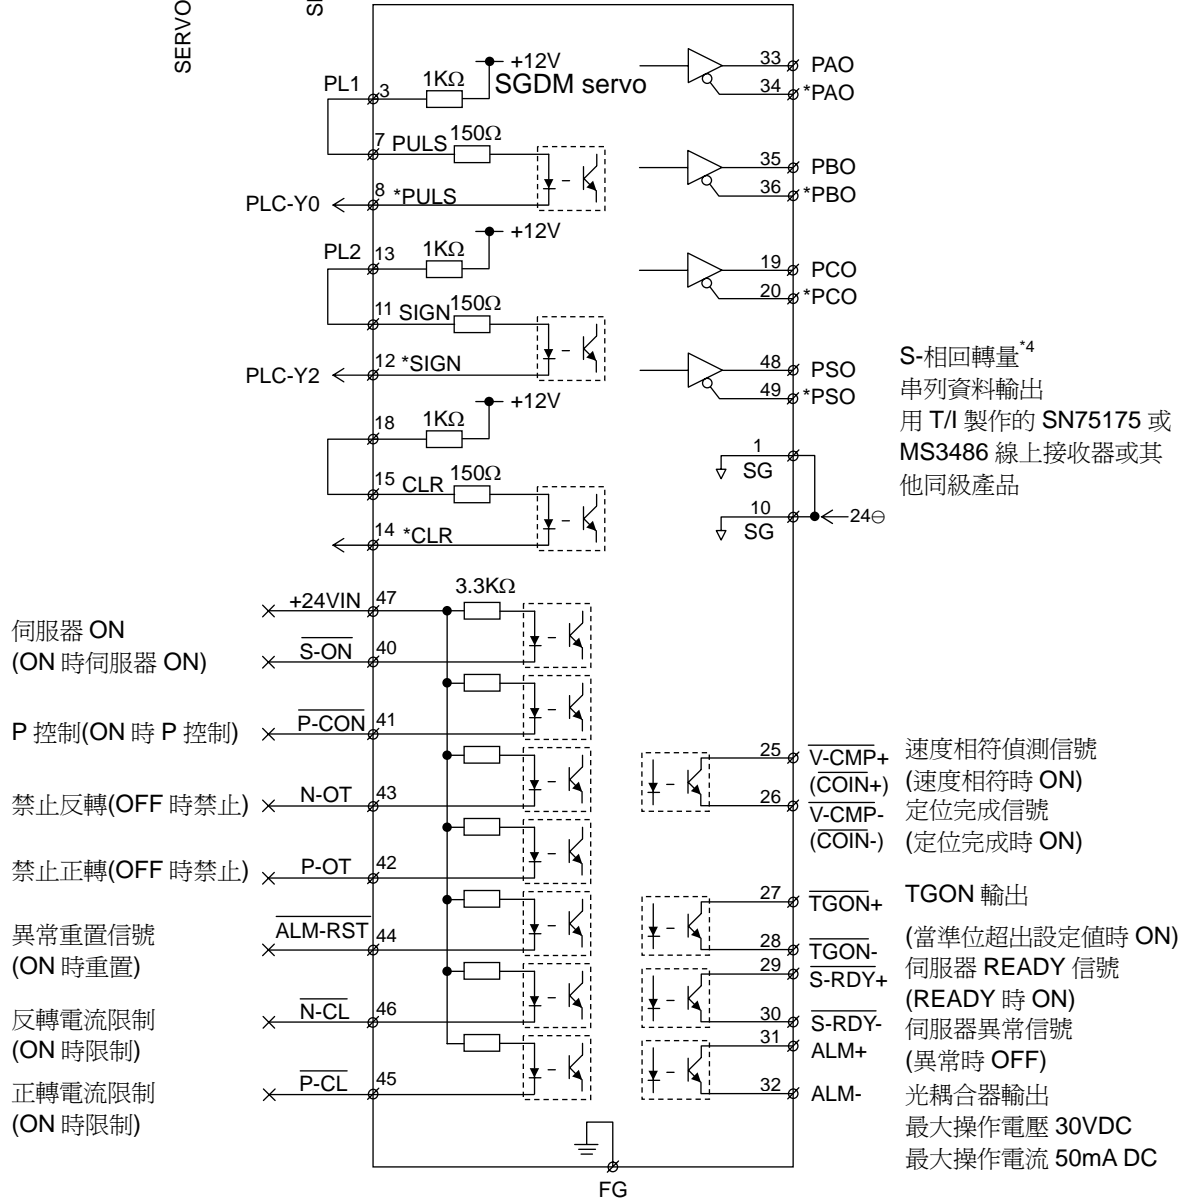 SERVO
+12V
SGDM servo
PL1
3
1KΩ
7
PULS
150Ω
PLC-Y0
8
*PULS
+12V
PL2
13
1KΩ
11
SIGN
150Ω
PLC-Y2
12
*SIGN
+12V
18
1KΩ
15
CLR
150Ω
14
*CLR
33
PAO
34
*PAO
35
PBO
36
*PBO
19
PCO
20
*PCO
48
PSO
49
*PSO
1
SG
10
SG
24⊖
S-相回轉量*4
串列資料輸出
用 T/I 製作的 SN75175 或
MS3486 線上接收器或其
他同級產品
3.3KΩ
+24VIN
47
伺服器 ON
(ON 時伺服器 ON)
S-ON
40
P 控制(ON 時 P 控制)
P-CON
41
禁止反轉(OFF 時禁止)
N-OT
43
禁止正轉(OFF 時禁止)
P-OT
42
異常重置信號
(ON 時重置)
ALM-RST
44
反轉電流限制
(ON 時限制)
N-CL
46
正轉電流限制
(ON 時限制)
P-CL
45
25
V-CMP+
(COIN+)
26
V-CMP-
(COIN-)
速度相符偵測信號
(速度相符時 ON)
定位完成信號
(定位完成時 ON)
27
TGON+
28
TGON-
TGON 輸出
(當準位超出設定值時 ON)
29
S-RDY+
30
S-RDY-
伺服器 READY 信號
(READY 時 ON)
31
ALM+
32
ALM-
伺服器異常信號
(異常時 OFF)
光耦合器輸出
最大操作電壓 30VDC
最大操作電流 50mA DC
FG